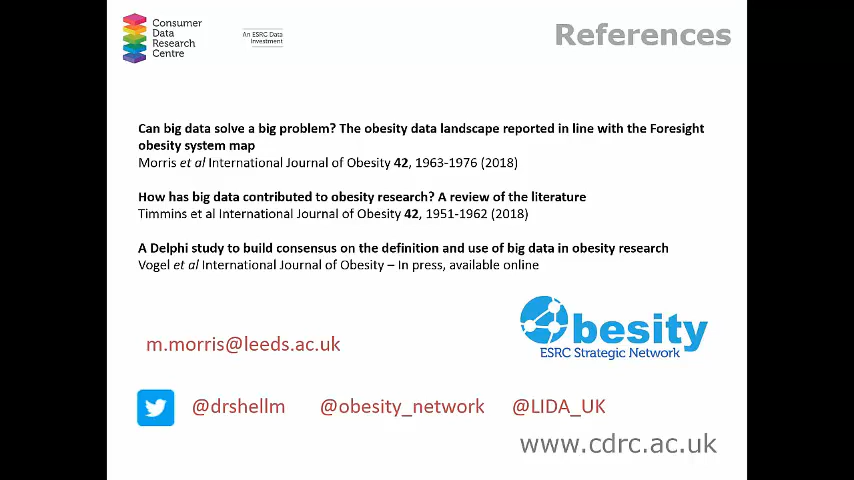 Consumer
Data
Research
Centre
An ESRC Data
Investment
References
Can big data solve a big problem? The obesity data landscape reported in line with the Foresight
obesity system map
Morris et al International Journal of Obesity 42, 1963-1976 (2018)
How has big data contributed to obesity research? A review of the literature
Timmins et al International Journal of Obesity 42, 1951-1962 (2018)
A Delphi study to build consensus on the definition and use of big data in obesity research
Vogel et al International Journal of Obesity – In press, available online
Obesity
ESRC Strategic Network
m.morris@leeds.ac.uk
@drshellm @obesity_network @LIDA_UK
www.cdrc.ac.uk